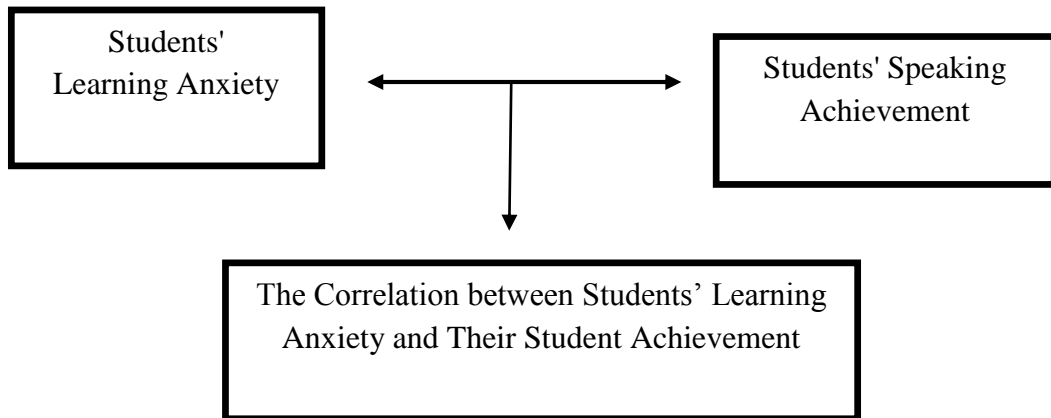 Students'
Learning Anxiety
Students' Speaking
Achievement
The Correlation between Students’ Learning
Anxiety and Their Student Achievement